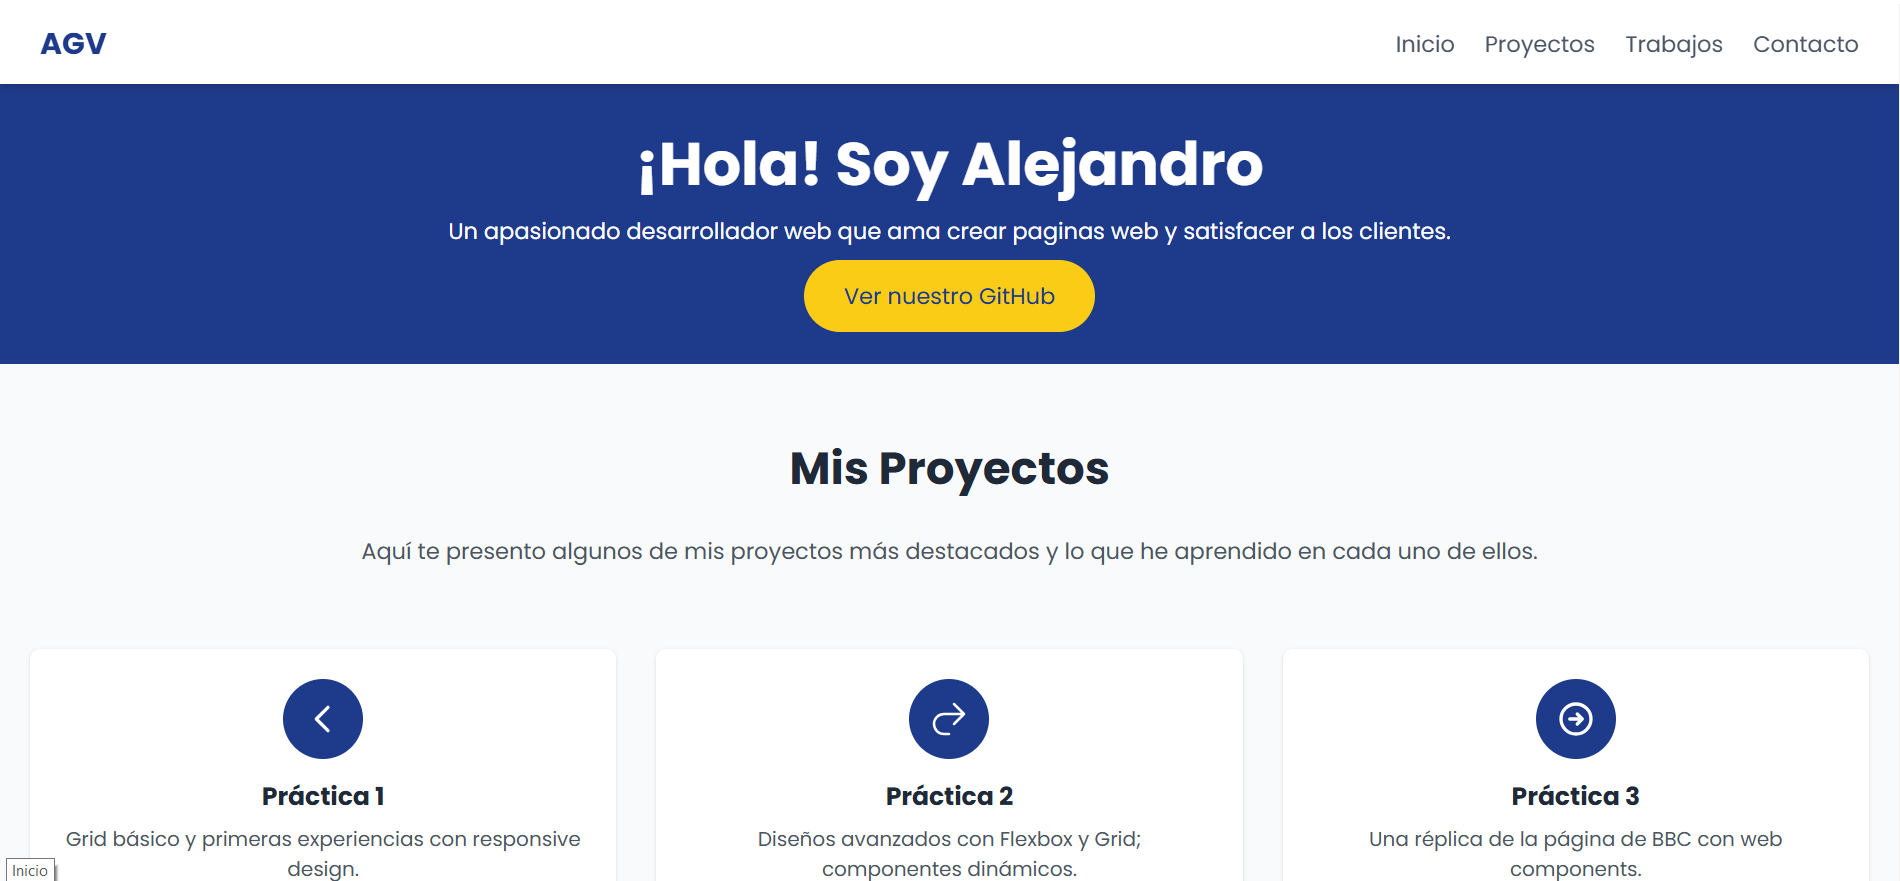 AGV
Inicio Proyectos Trabajos Contacto
¡Hola! Soy Alejandro
Un apasionado desarrollador web que ama crear paginas web y satisfacer a los clientes.
Ver nuestro GitHub
Mis Proyectos
Aquí te presento algunos de mis proyectos más destacados y lo que he aprendido en cada uno de ellos.
Práctica 1
Grid básico y primeras experiencias con responsive
design.
Práctica 2
Diseños avanzados con Flexbox y Grid;
componentes dinámicos.
Práctica 3
Una réplica de la página de BBC con web
components.
Inicio